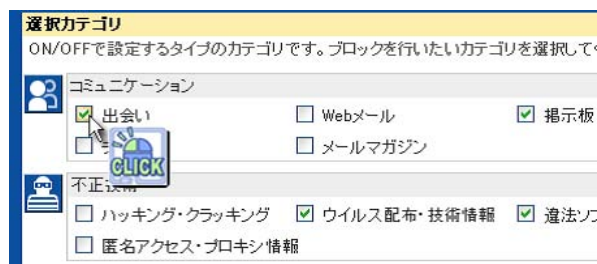 選択カテゴリ
ON/OFFで設定するタイプのカテゴリです。ブロックを行いたいカテゴリを選択して
コミュニケーション
出会い Webメール 掲示板
CLICK メールマガジン
不正技術
ハッキング・クラッキング ウイルス配布・技術情報 違法ソフ
匿名アクセス・プロキシ情報